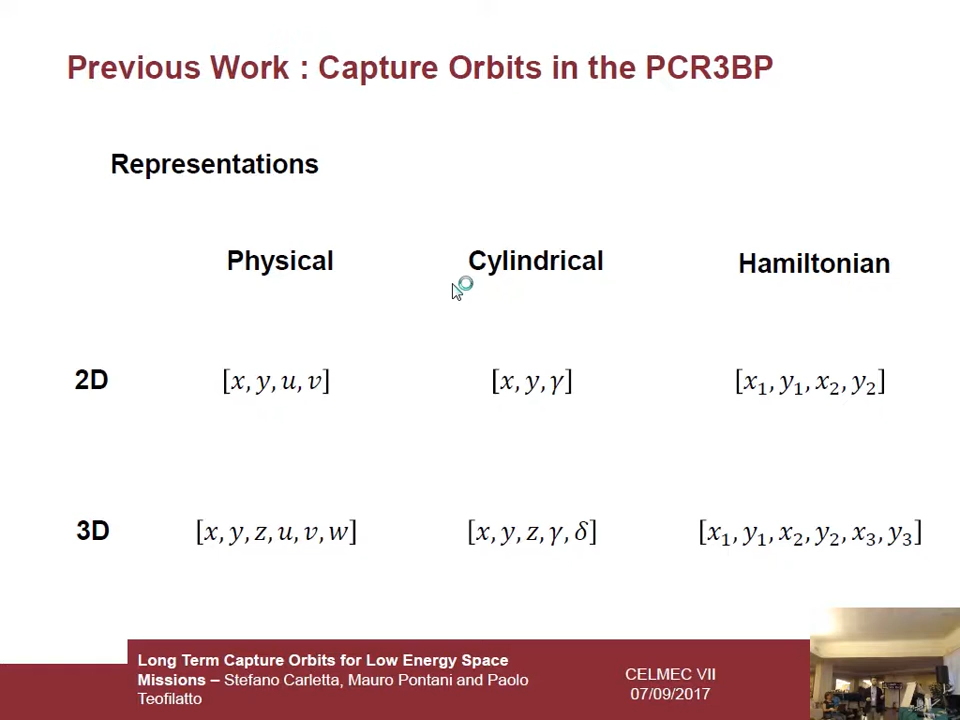 Previous Work : Capture Orbits in the PCR3BP
Representations
Physical Cylindrical Hamiltonian
2D [x, y, u, v] [x, y, γ] [x₁, y₁, x₂, y₂]
3D [x, y, z, u, v, w] [x, y, z, γ, δ] [x₁, y₁, x₂, y₂, x₃, y₃]
Long Term Capture Orbits for Low Energy Space
Missions – Stefano Carletta, Mauro Pontani and Paolo
Teofilatto
CELMEC VII
07/09/2017